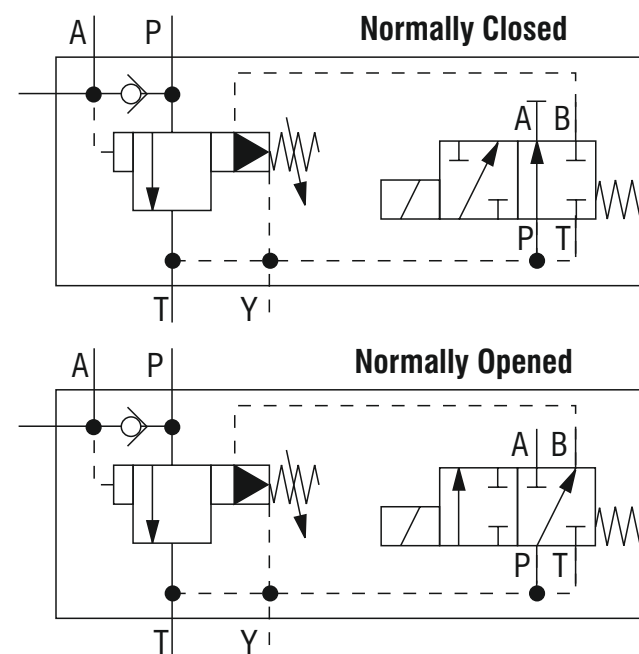 A P Normally Closed
A B
P T
T Y
A P Normally Opened
A B
P T
T Y